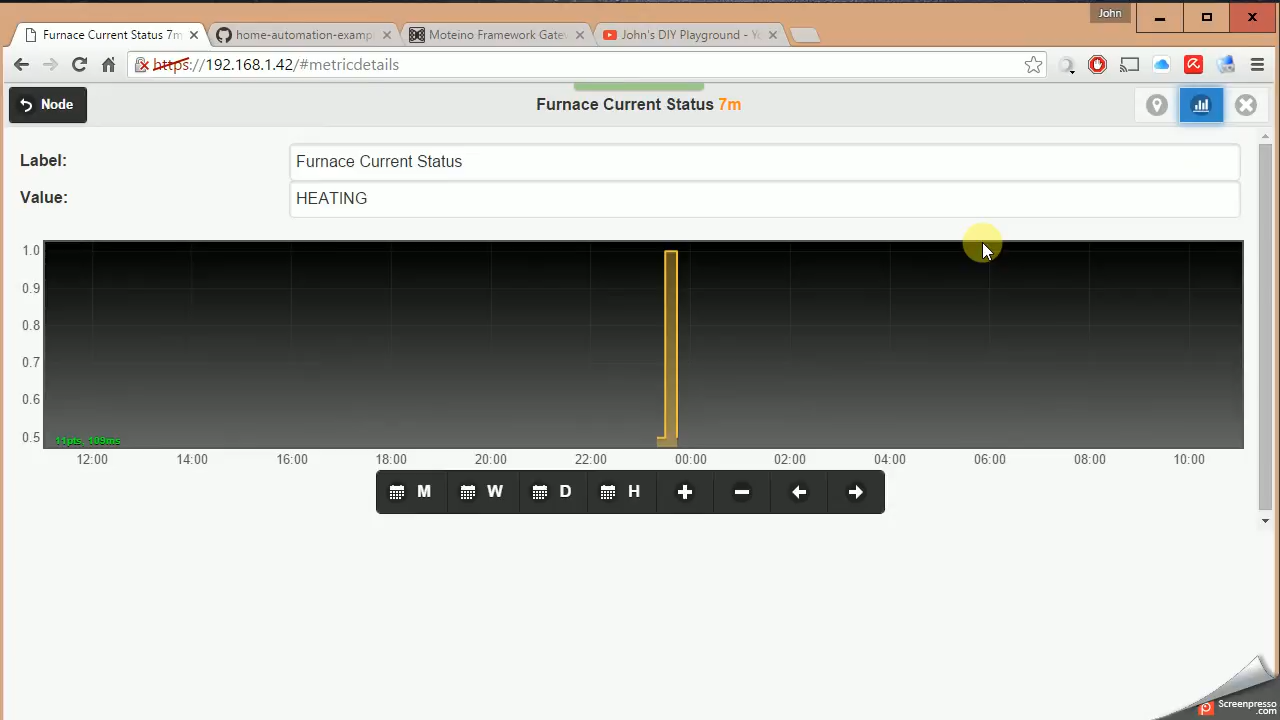 John
Furnace Current Status 7m
home-automation-examp
Moteino Framework Gate
John's DIY Playground - Yo
https://192.168.1.42/#metricdetails
Node
Furnace Current Status 7m
Label:
Furnace Current Status
Value:
HEATING
1.0
0.9
0.8
0.7
0.6
0.5
11pts, 109ms
12:00 14:00 16:00 18:00 20:00 22:00 00:00 02:00 04:00 06:00 08:00 10:00
M W D H
Screenpresso
.com